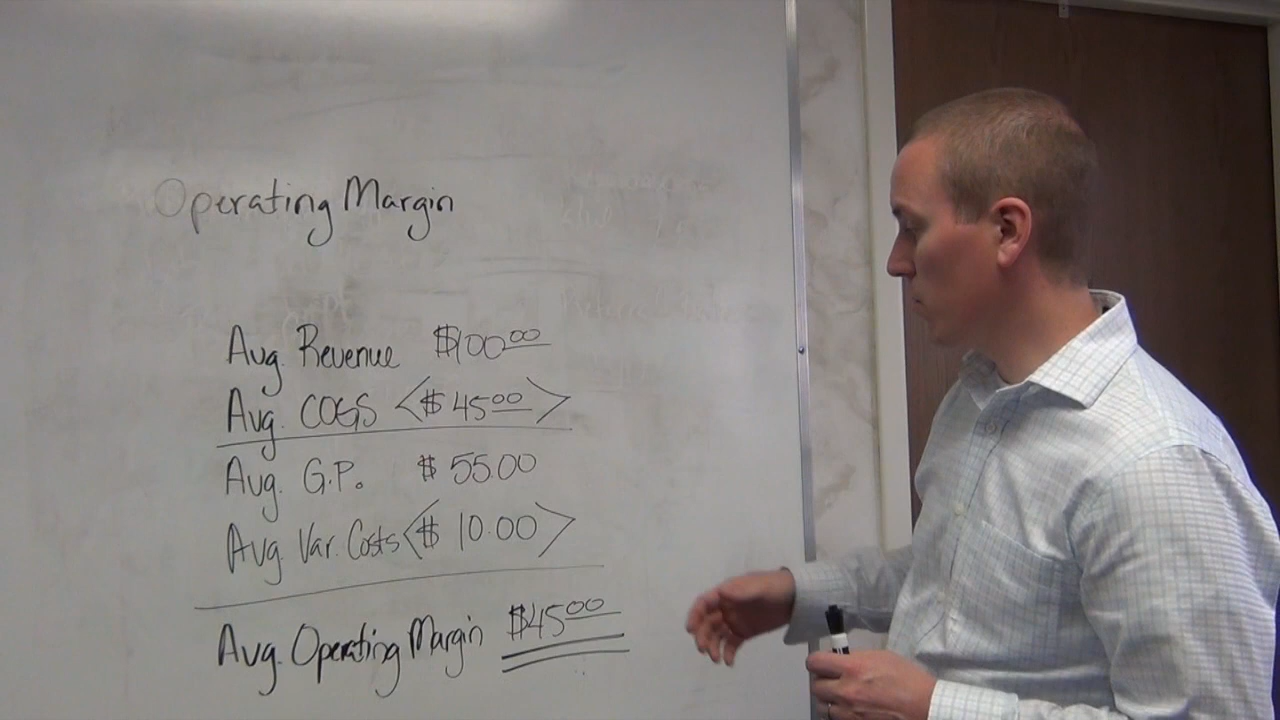 Operating Margin
Avg. Revenue $100.00
Avg. COGS <$45.00>
Avg. G.P. $55.00
Avg. Var. Costs <$10.00>
Avg. Operating Margin $45.00